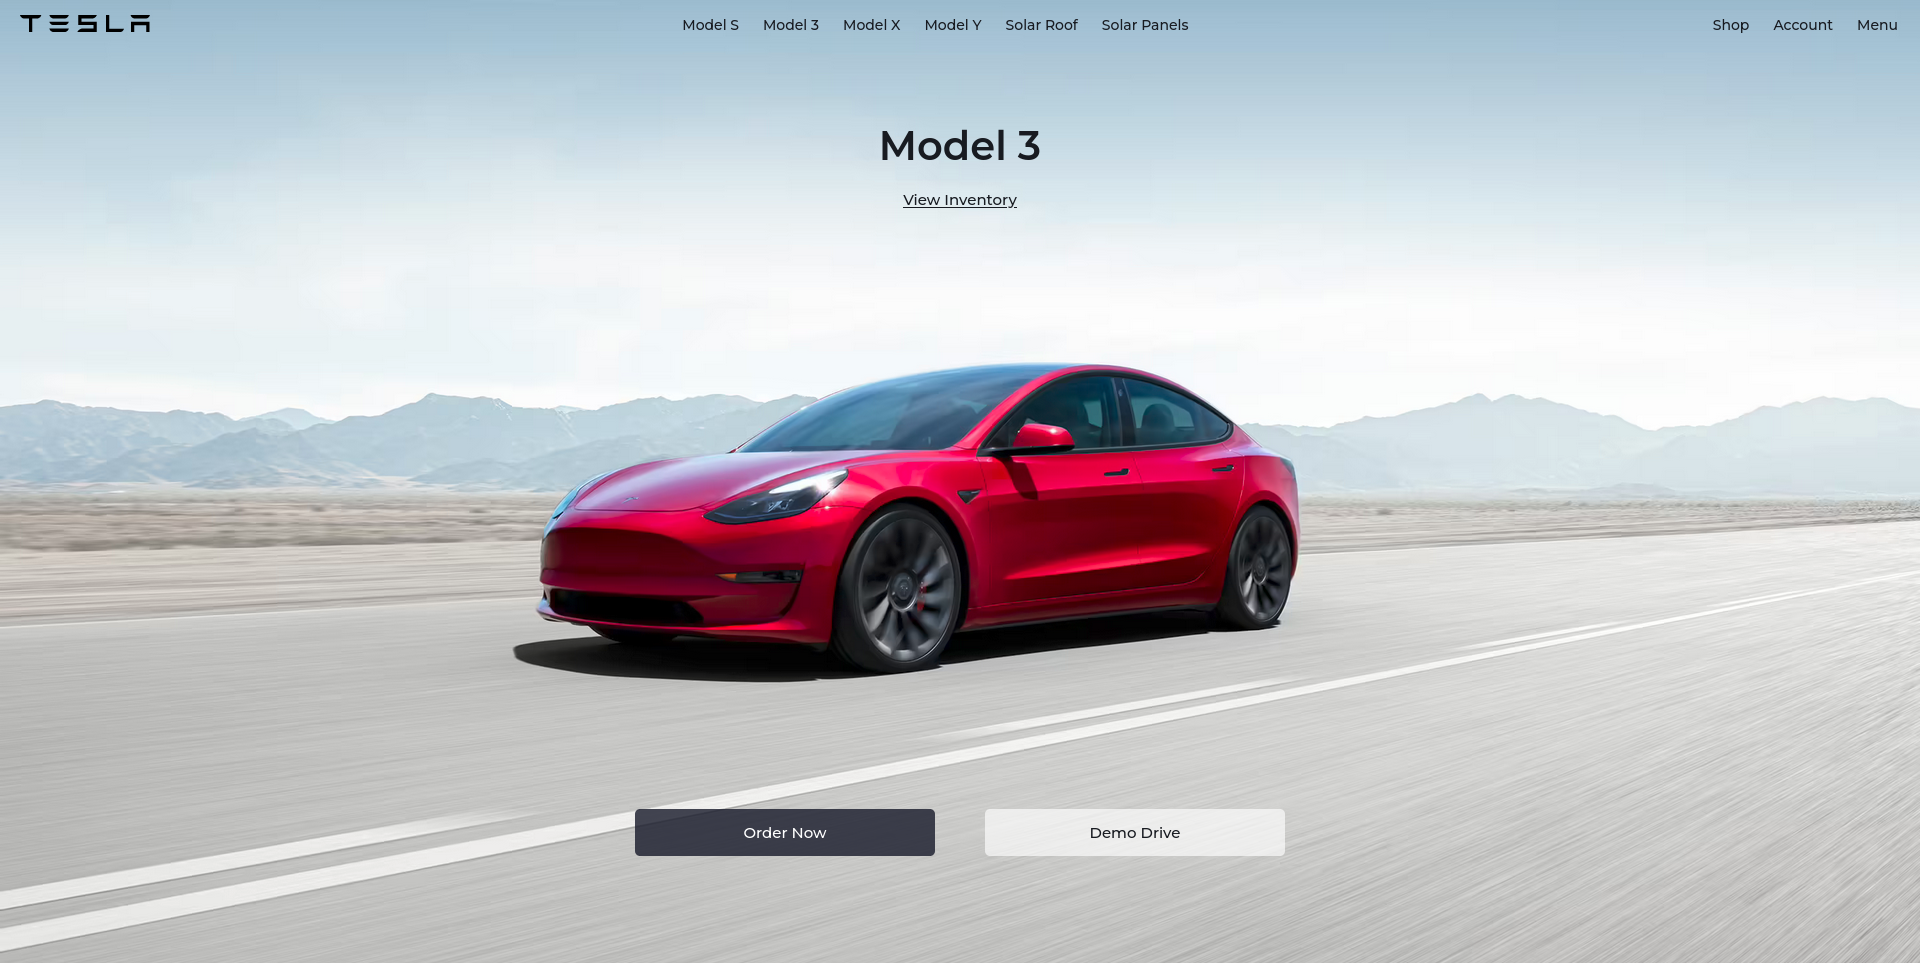 TESLA
Model S Model 3 Model X Model Y Solar Roof Solar Panels
Shop Account Menu
Model 3
View Inventory
Order Now
Demo Drive